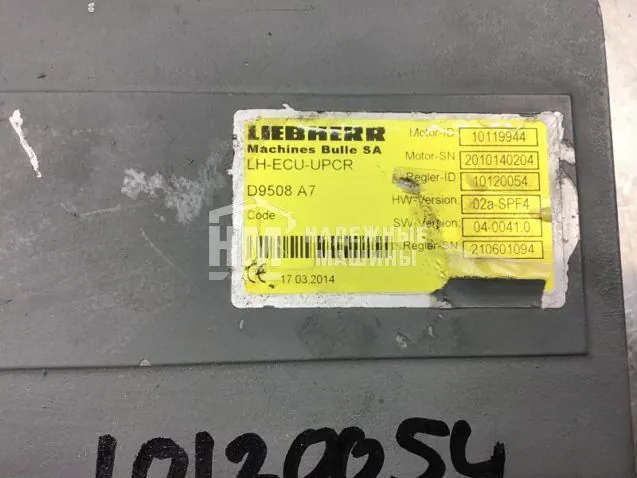 LIEBHERR
Machines Bulle SA
LH-ECU-UPCR
D9508 A7
Code
CE 17.03.2014
Motor-ID 10119944
Motor-SN 2010140204
Regler-ID 10120054
HW-Version 02a-SPF4
SW-Version 04-0041.0
Regler-SN 210601094
НМ НАДЕЖНЫЕ
МАШИНЫ
10120054